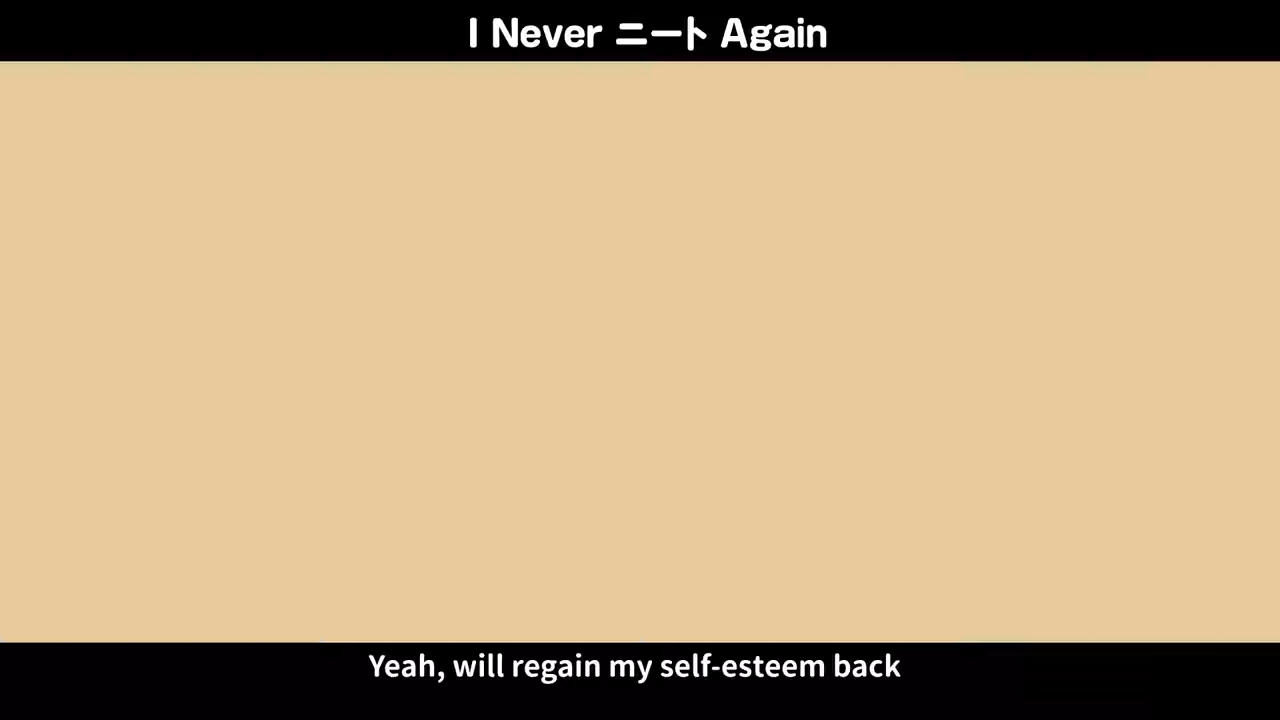 I Never ニート Again
Yeah, will regain my self-esteem back